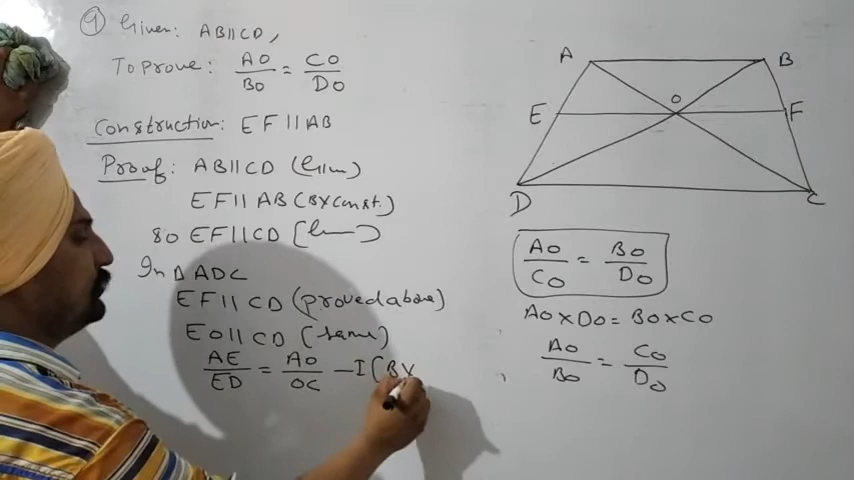 9 Given: AB||CD,
To prove: AO/BO = CO/DO
Construction: EF||AB
Proof: AB||CD (
EF||AB (By const.)
so EF||CD [
In △ADC
EF||CD (proved above)
EO||CD (same)
AE/ED = AO/OC – I (By
A B
E O F
D C
AO/CO = BO/DO
AO×DO = BO×CO
AO/BO = CO/DO